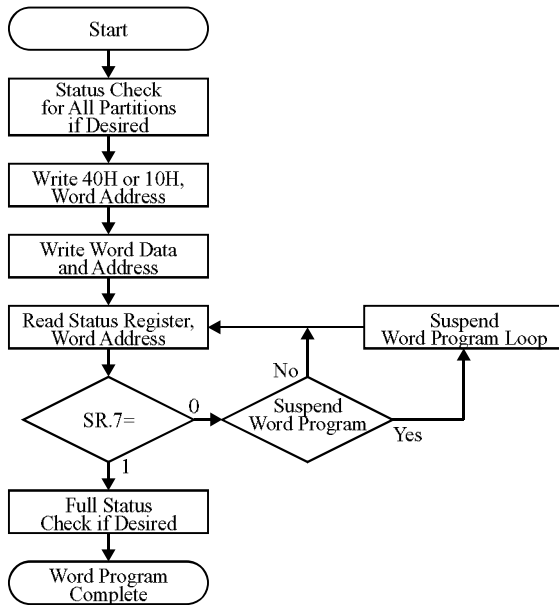 Start
Status Check
for All Partitions
if Desired
Write 40H or 10H,
Word Address
Write Word Data
and Address
Read Status Register,
Word Address
Suspend
Word Program Loop
No
SR.7=
0
Suspend
Word Program
Yes
1
Full Status
Check if Desired
Word Program
Complete